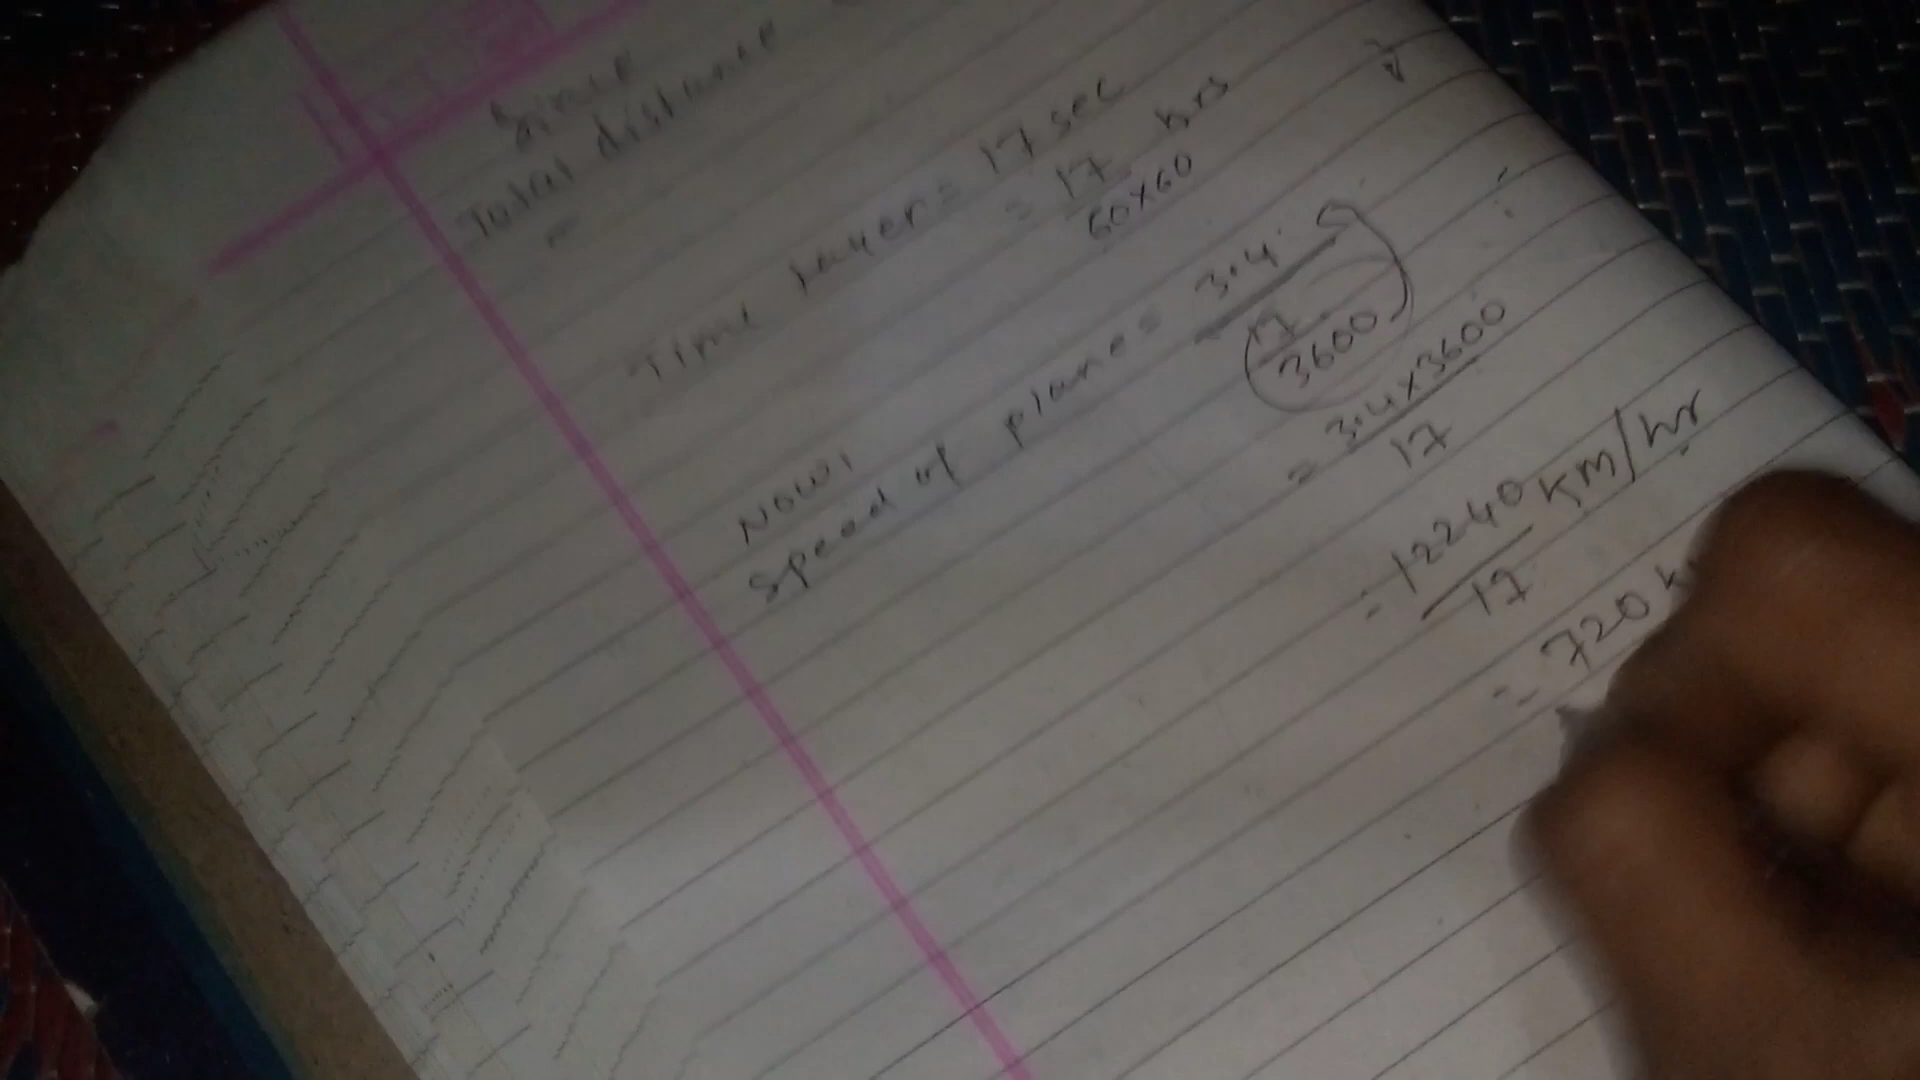 Since
Total distance
=
Time taken = 17 sec
= 17 hrs
60×60
Now,
Speed of plane = 3.4
17
3600
= 3.4×3600
17
= 12240 km/hr
17
= 720 k